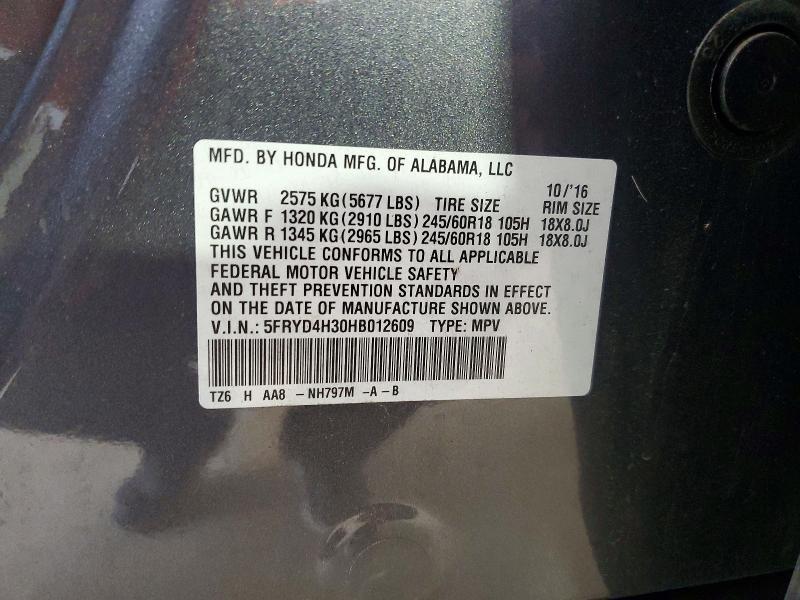 MFD. BY HONDA MFG. OF ALABAMA, LLC
10/'16
GVWR 2575 KG(5677 LBS) TIRE SIZE RIM SIZE
GAWR F 1320 KG(2910 LBS) 245/60R18 105H 18X8.0J
GAWR R 1345 KG(2965 LBS) 245/60R18 105H 18X8.0J
THIS VEHICLE CONFORMS TO ALL APPLICABLE
FEDERAL MOTOR VEHICLE SAFETY
AND THEFT PREVENTION STANDARDS IN EFFECT
ON THE DATE OF MANUFACTURE SHOWN ABOVE.
V.I.N.: 5FRYD4H30HB012609 TYPE: MPV
TZ6 H AA8 -NH797M -A-B